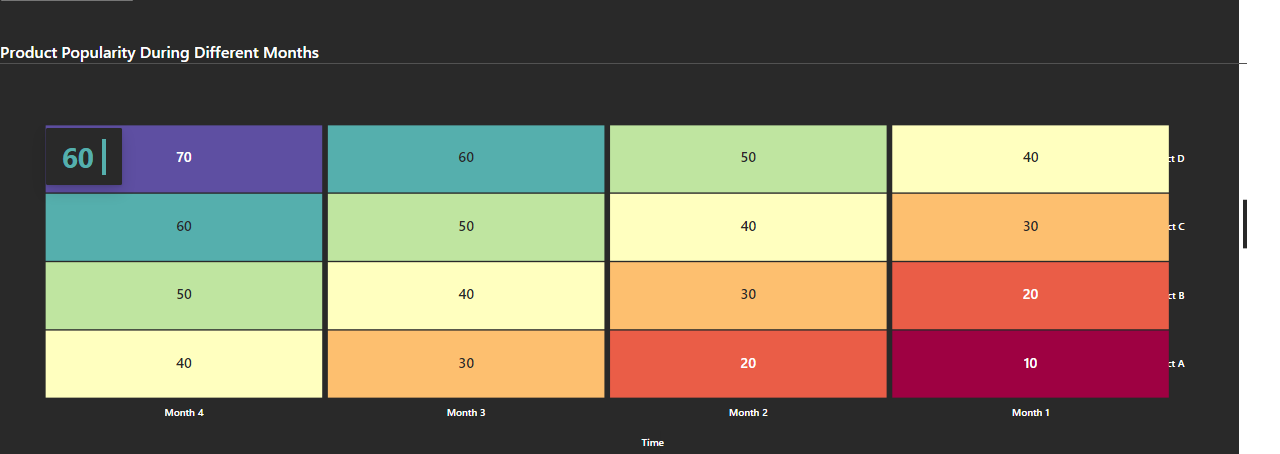 Product Popularity During Different Months
60
70 60 50 40 ct D
60 50 40 30 ct C
50 40 30 20 ct B
40 30 20 10 ct A
Month 4 Month 3 Month 2 Month 1
Time